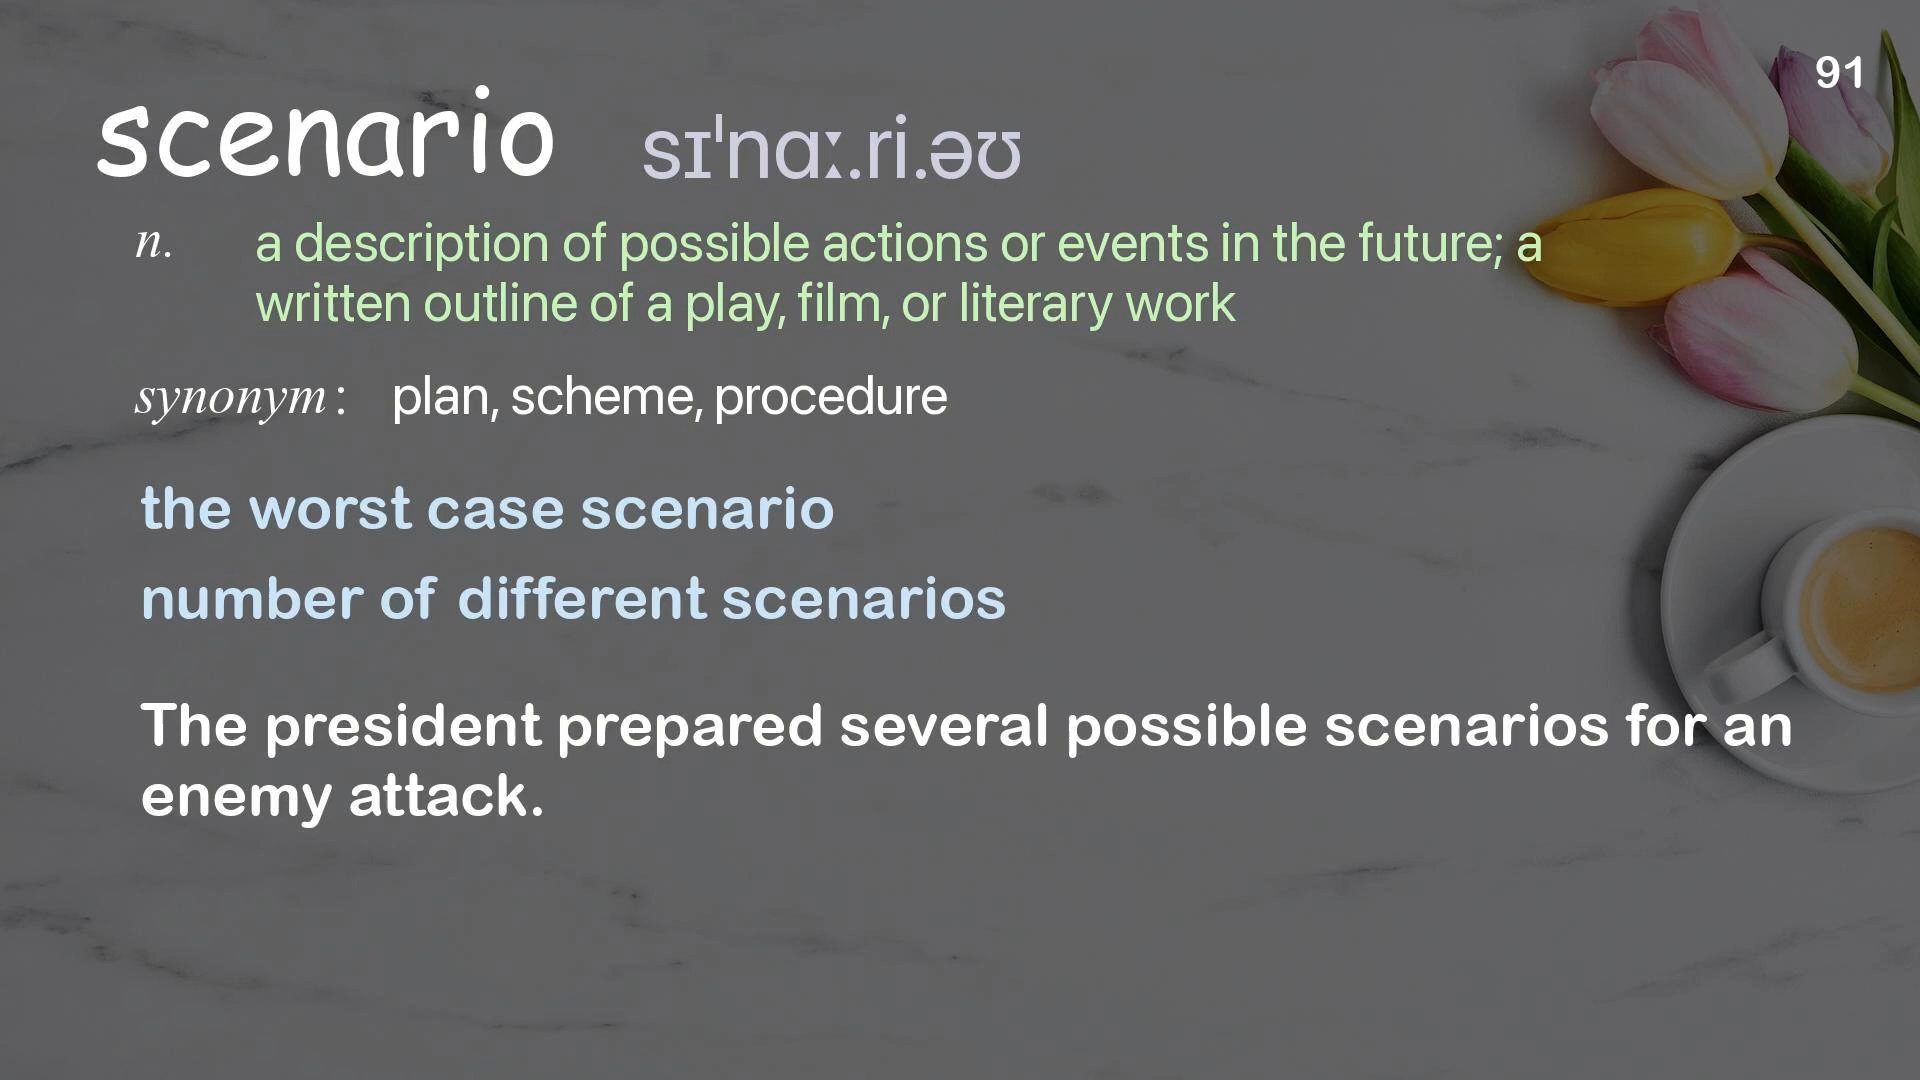 91
scenario sɪˈnɑː.ri.əʊ
n. a description of possible actions or events in the future; a
written outline of a play, film, or literary work
synonym: plan, scheme, procedure
the worst case scenario
number of different scenarios
The president prepared several possible scenarios for an
enemy attack.